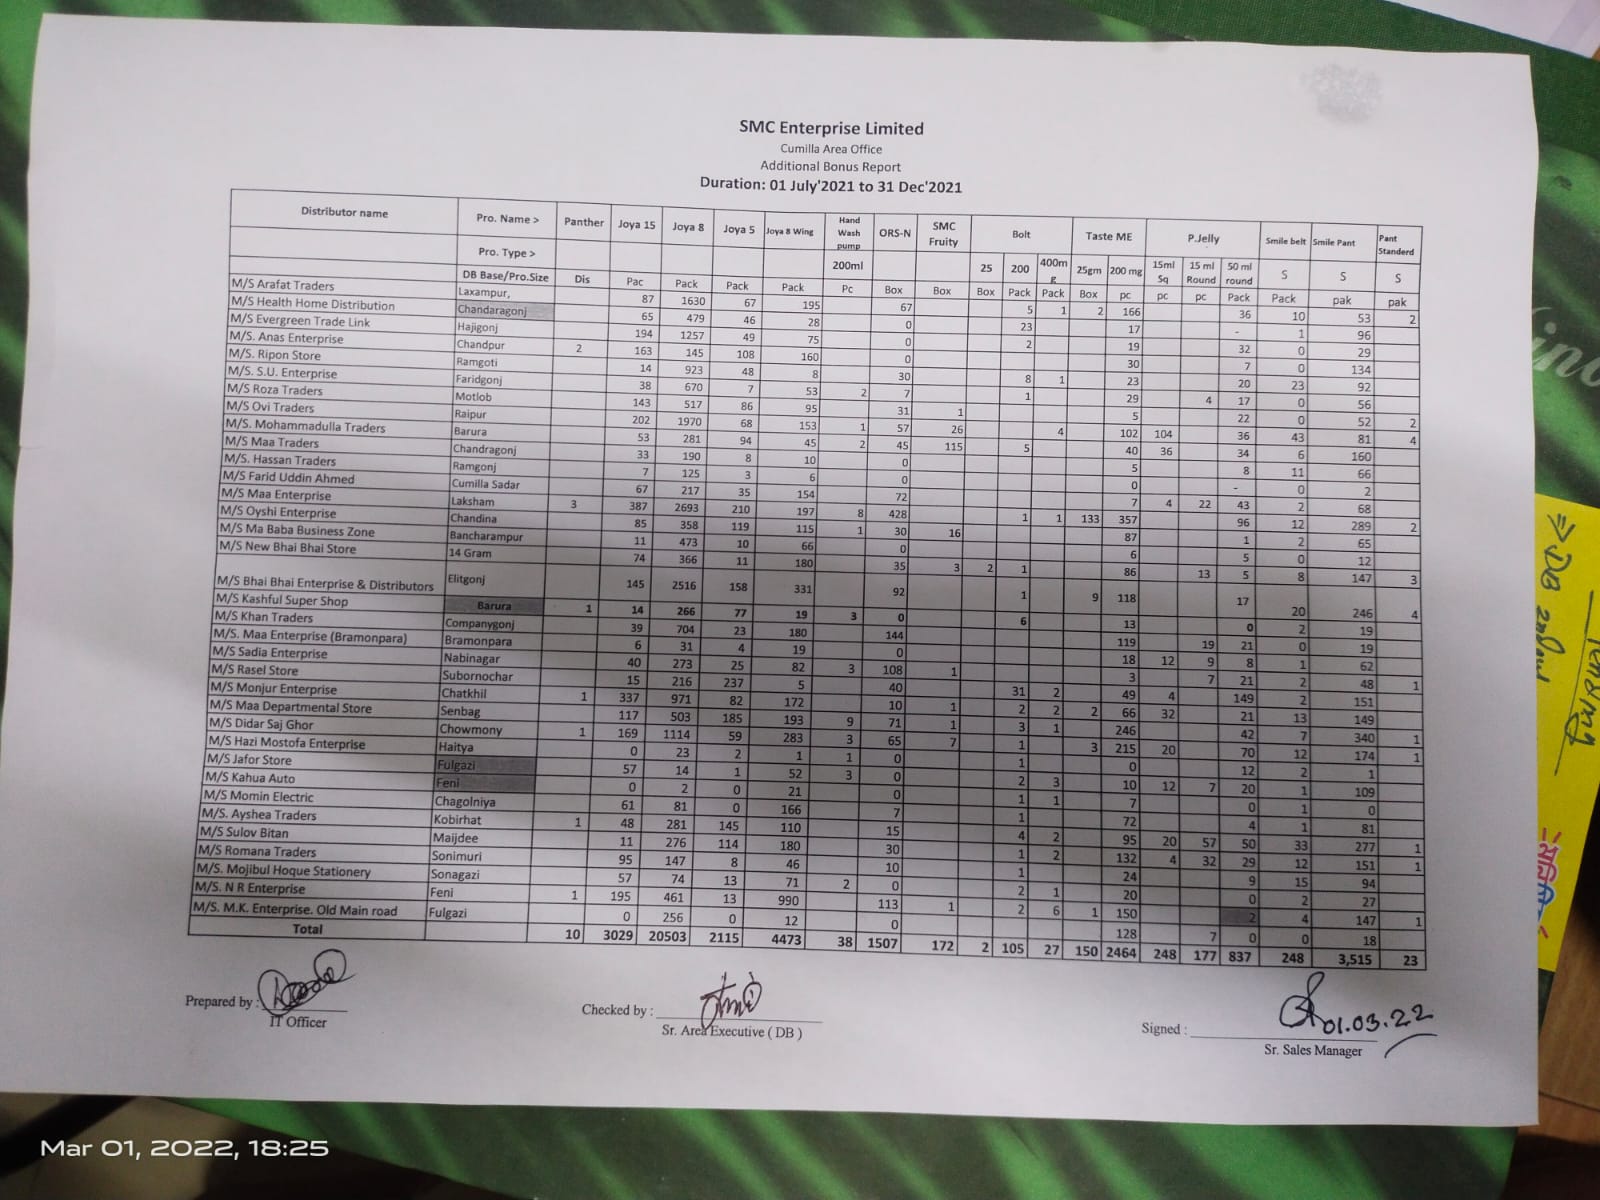 SMC Enterprise Limited
Cumilla Area Office
Additional Bonus Report
Duration: 01 July'2021 to 31 Dec'2021
Distributor name Pro. Name > Panther Joya 15 Joya 8 Joya 5 Joya 8 Wing Hand Wash pump ORS-N SMC Fruity Bolt Taste ME P.Jelly Smile belt Smile Pant Pant Standerd
Pro. Type > 200ml 25 200 400mg 25gm 200 mg 15ml Sq 15 ml Round 50 ml round S S S
DB Base/Pro.Size Dis Pac Pack Pack Pack Pc Box Box Box Pack Pack Box pc pc pc Pack Pack pak pak
M/S Arafat Traders Laxampur, 87 1630 67 195 67 5 1 2 166 36 10 53 2
M/S Health Home Distribution Chandaragonj 65 479 46 28 0 23 17 - 1 96
M/S Evergreen Trade Link Hajigonj 194 1257 49 75 0 2 19 32 0 29
M/S. Anas Enterprise Chandpur 2 163 145 108 160 0 30 7 0 134
M/S. Ripon Store Ramgoti 14 923 48 8 30 8 1 23 20 23 92
M/S. S.U. Enterprise Faridgonj 38 670 7 53 2 7 1 29 4 17 0 56
M/S Roza Traders Motlob 143 517 86 95 31 1 5 22 0 52 2
M/S Ovi Traders Raipur 202 1970 68 153 1 57 26 4 102 104 36 43 81 4
M/S. Mohammadulla Traders Barura 53 281 94 45 2 45 115 5 40 36 34 6 160
M/S Maa Traders Chandragonj 33 190 8 10 0 5 8 11 66
M/S. Hassan Traders Ramgonj 7 125 3 6 0 0 - 0 2
M/S Farid Uddin Ahmed Cumilla Sadar 67 217 35 154 72 7 4 22 43 2 68
M/S Maa Enterprise Laksham 3 387 2693 210 197 8 428 1 1 133 357 96 12 289 2
M/S Oyshi Enterprise Chandina 85 358 119 115 1 30 16 87 1 2 65
M/S Ma Baba Business Zone Bancharampur 11 473 10 66 0 6 5 0 12
M/S New Bhai Bhai Store 14 Gram 74 366 11 180 35 3 2 1 86 13 5 8 147 3
M/S Bhai Bhai Enterprise & Distributors Elitgonj 145 2516 158 331 92 1 9 118 17 20 246 4
M/S Kashful Super Shop Barura 1 14 266 77 19 3 0 6 13 0 2 19
M/S Khan Traders Companygonj 39 704 23 180 144 119 19 21 0 19
M/S. Maa Enterprise (Bramonpara) Bramonpara 6 31 4 19 0 18 12 9 8 1 62
M/S Sadia Enterprise Nabinagar 40 273 25 82 3 108 1 3 7 21 2 48 1
M/S Rasel Store Subornochar 15 216 237 5 40 31 2 49 4 149 2 151
M/S Monjur Enterprise Chatkhil 1 337 971 82 172 10 1 2 2 2 66 32 21 13 149
M/S Maa Departmental Store Senbag 117 503 185 193 9 71 1 3 1 246 42 7 340 1
M/S Didar Saj Ghor Chowmony 1 169 1114 59 283 3 65 7 1 3 215 20 70 12 174 1
M/S Hazi Mostofa Enterprise Haitya 0 23 2 1 1 0 1 0 12 2 1
M/S Jafor Store Fulgazi 57 14 1 52 3 0 2 3 10 12 7 20 1 109
M/S Kahua Auto Feni 0 2 0 21 0 1 1 7 0 1 0
M/S Momin Electric Chagolniya 61 81 0 166 7 1 72 4 1 81
M/S. Ayshea Traders Kobirhat 1 48 281 145 110 15 4 2 95 20 57 50 33 277 1
M/S Sulov Bitan Maijdee 11 276 114 180 30 1 2 132 4 32 29 12 151 1
M/S Romana Traders Sonimuri 95 147 8 46 10 1 24 9 15 94
M/S. Mojibul Hoque Stationery Sonagazi 57 74 13 71 2 0 2 1 20 0 2 27
M/S. N R Enterprise Feni 1 195 461 13 990 113 1 2 6 1 150 2 4 147 1
M/S. M.K. Enterprise. Old Main road Fulgazi 0 256 0 12 0 128 7 0 0 18
Total 10 3029 20503 2115 4473 38 1507 172 2 105 27 150 2464 248 177 837 248 3,515 23
Prepared by :
IT Officer
Checked by :
Sr. Area Executive ( DB )
Signed : 01.03.22
Sr. Sales Manager
Mar 01, 2022, 18:25